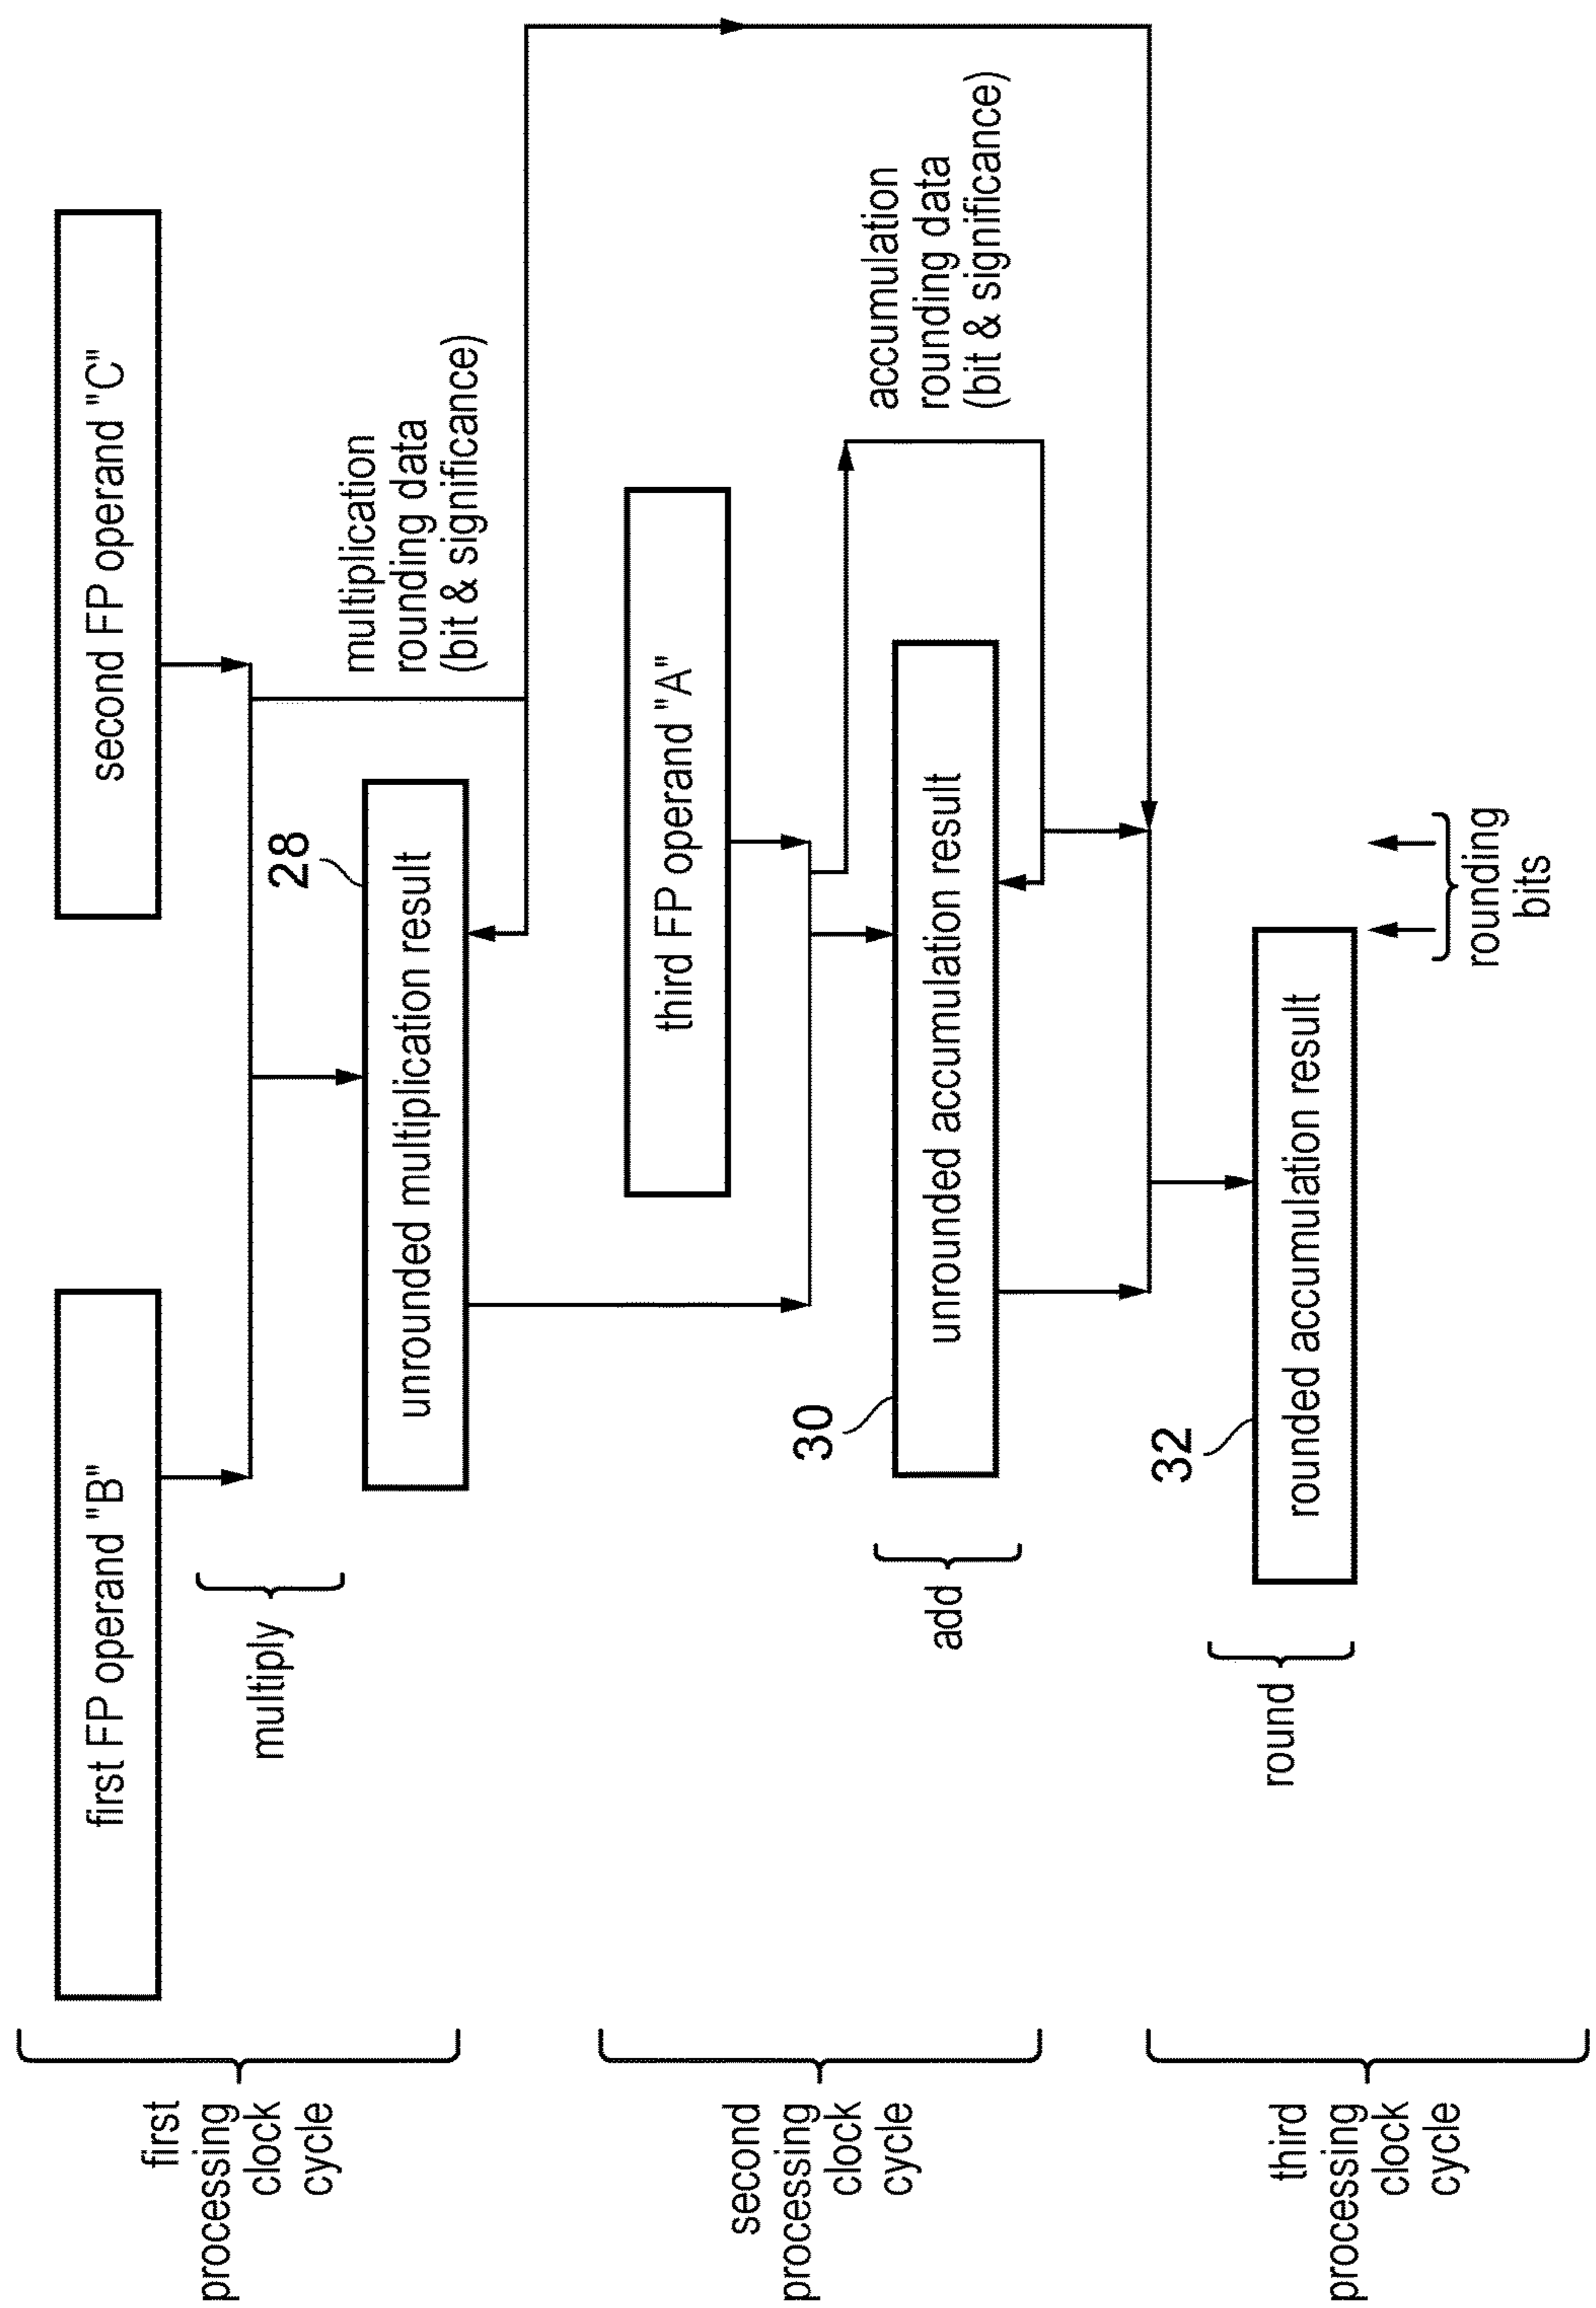 first
processing
clock
cycle
first FP operand "B"
second FP operand "C"
multiply
28
unrounded multiplication result
multiplication
rounding data
(bit & significance)
second
processing
clock
cycle
third FP operand "A"
add
30
unrounded accumulation result
accumulation
rounding data
(bit & significance)
third
processing
clock
cycle
round
32
rounded accumulation result
rounding
bits